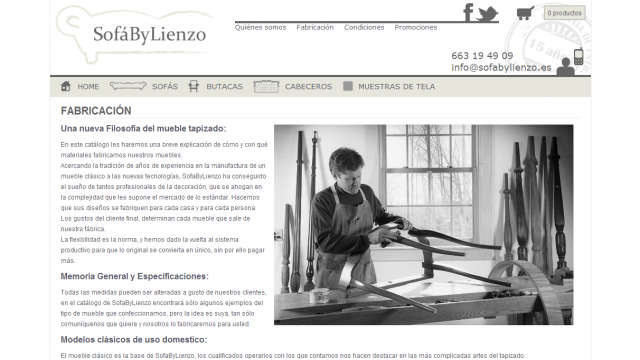 SofáByLienzo
Quiénes somos Fabricación Condiciones Promociones
0 productos
15 años
663 19 49 09
info@sofabylienzo.es
HOME SOFÁS BUTACAS CABECEROS MUESTRAS DE TELA
FABRICACIÓN
Una nueva Filosofia del mueble tapizado:
En este catálogo les haremos una breve explicación de cómo y con qué
materiales fabricamos nuestros muebles.
Acercando la tradición de años de experiencia en la manufactura de un
mueble clásico a las nuevas tecnologías, SofaByLienzo ha conseguido
el sueño de tantos profesionales de la decoración, que se ahogan en
la complejidad que les supone el mercado de lo estándar. Hacemos
que sus diseños se fabriquen para cada casa y para cada persona.
Los gustos del cliente final, determinan cada mueble que sale de
nuestra fábrica.
La flexibilidad es la norma, y hemos dado la vuelta al sistema
productivo para que lo original se convierta en único, sin por ello pagar
más.
Memoria General y Especificaciones:
Todas las medidas pueden ser alteradas a gusto de nuestros clientes,
en el catálogo de SofaByLienzo encontrará sólo algunos ejemplos del
tipo de mueble que confeccionamos, pero la idea es suya, tan sólo
comuníquenos que quiere y nosotros lo fabricaremos para usted.
Modelos clásicos de uso domestico:
El mueble clásico es la base de SofaByLienzo, los cualificados operarios con los que contamos nos hacen destacar en las más complicadas artes del tapizado.